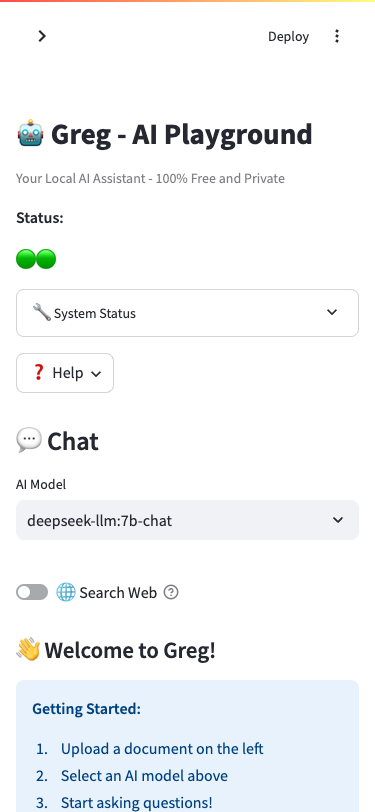 Deploy
Greg - AI Playground
Your Local AI Assistant - 100% Free and Private
Status:
System Status
Help
Chat
AI Model
deepseek-llm:7b-chat
Search Web
Welcome to Greg!
Getting Started:
1. Upload a document on the left
2. Select an AI model above
3. Start asking questions!